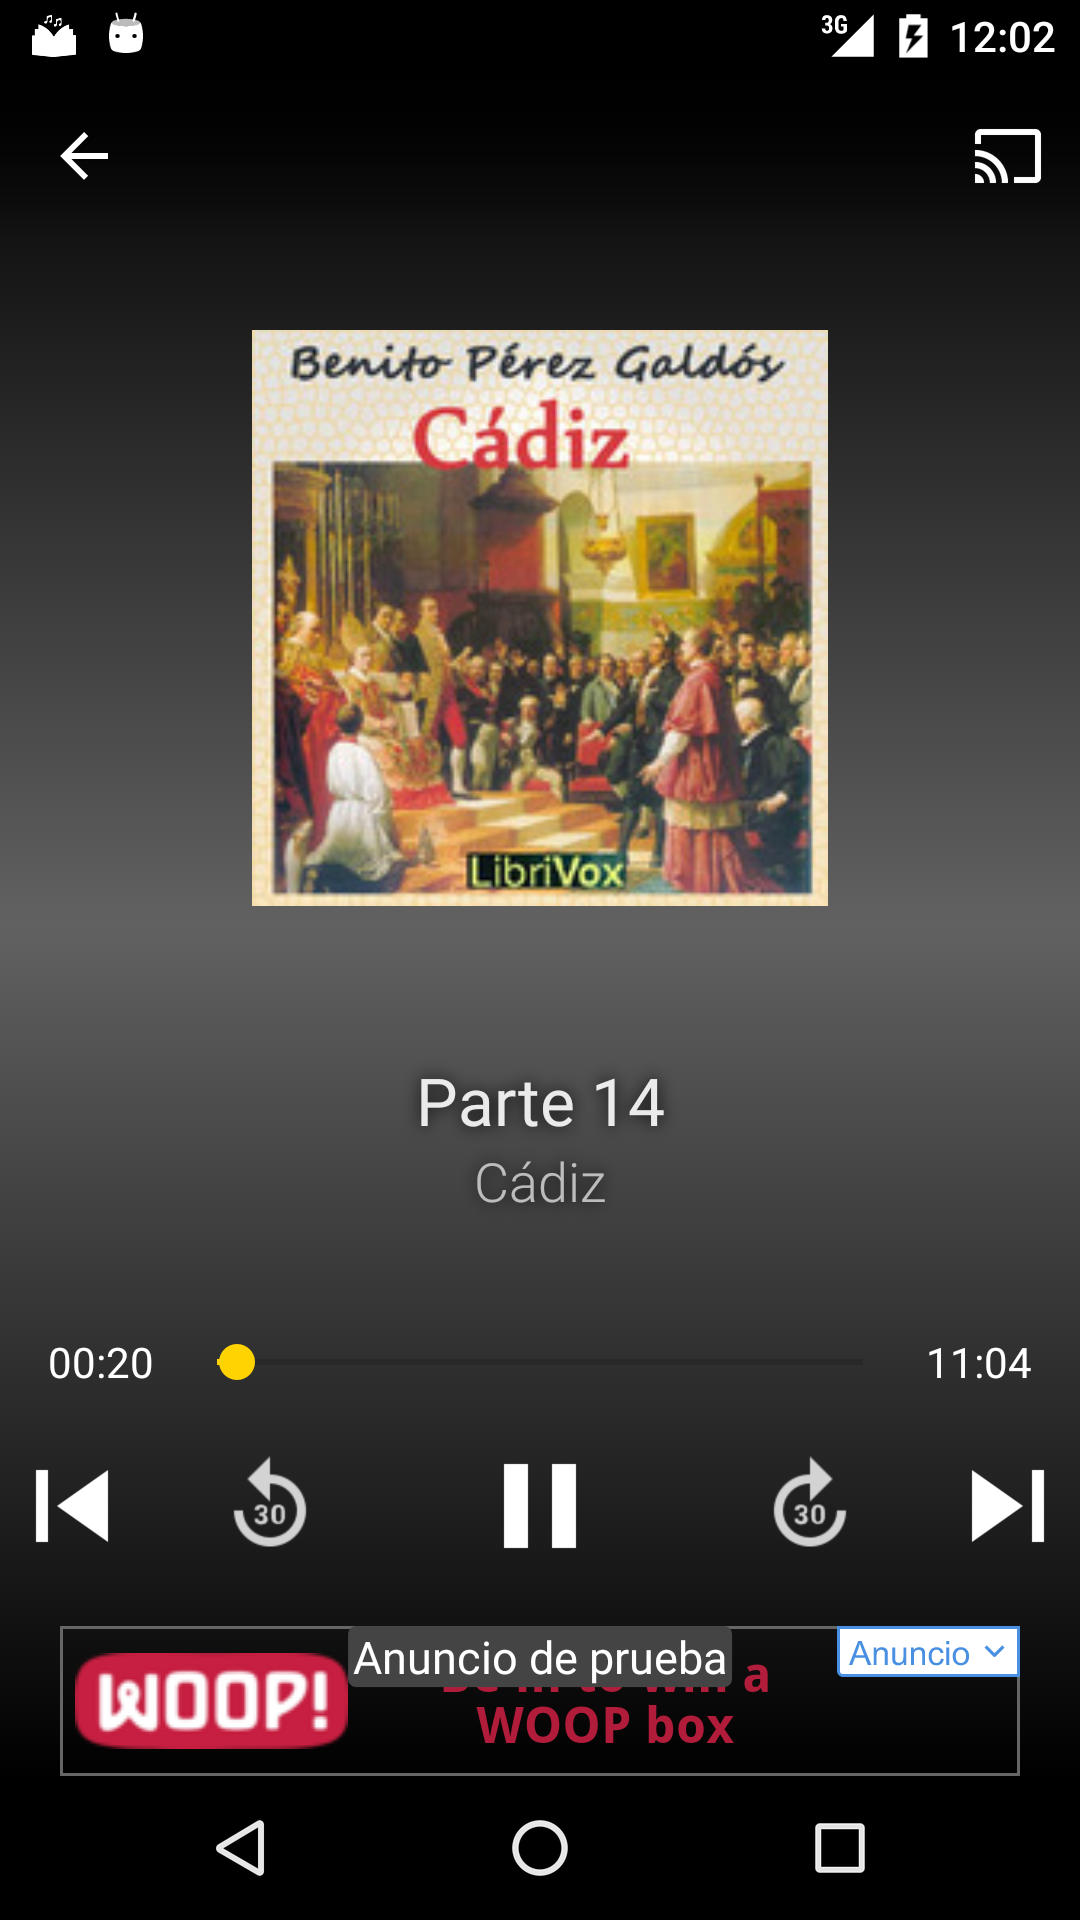 3G 12:02
Benito Pérez Galdós
Cádiz
LibriVox
Parte 14
Cádiz
00:20 11:04
30 30
Anuncio de prueba
Anuncio
WOOP!
a
WOOP box